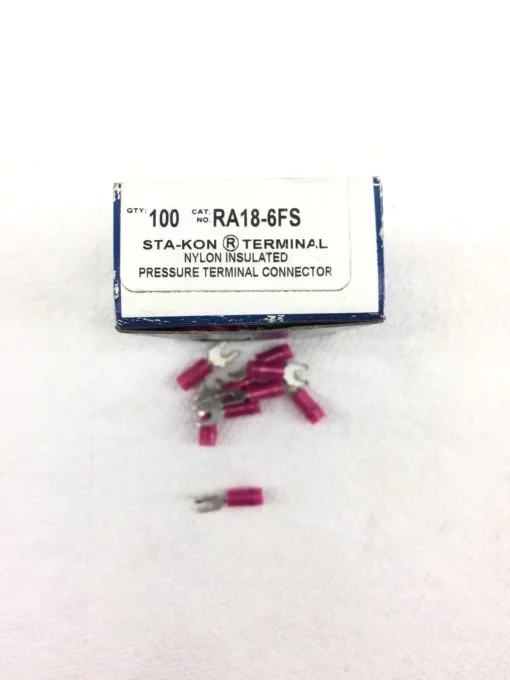 QTY: 100 CAT. NO. RA18-6FS
STA-KON ® TERMINAL
NYLON INSULATED
PRESSURE TERMINAL CONNECTOR